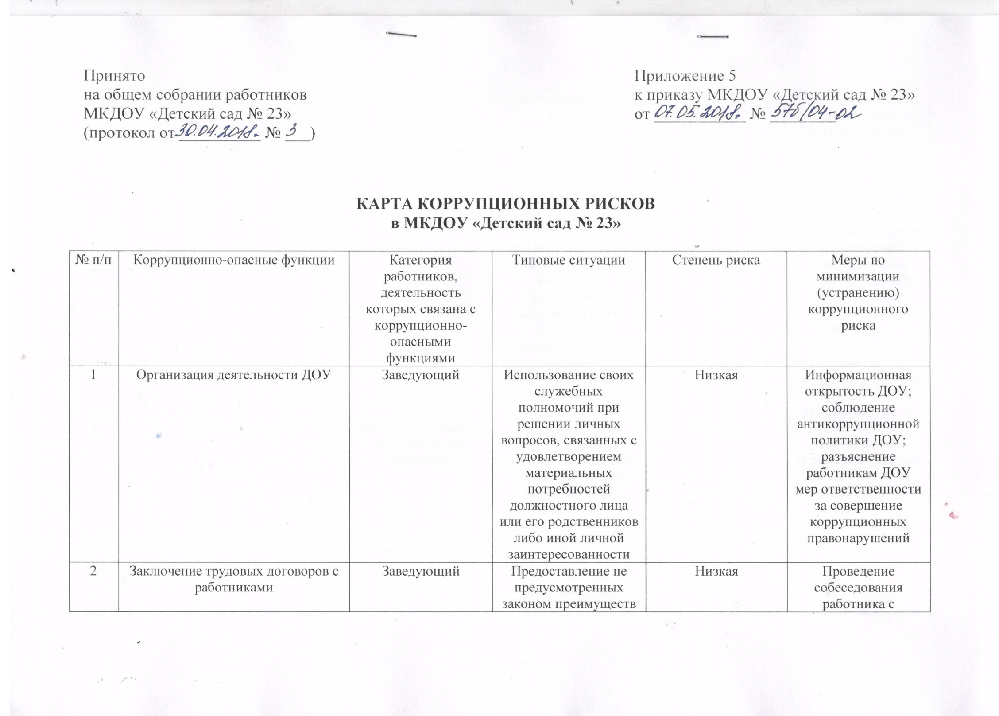 Принято
на общем собрании работников
МКДОУ «Детский сад № 23»
(протокол от 30.04.2018г № 3)
Приложение 5
к приказу МКДОУ «Детский сад № 23»
от 07.05.2018г. № 57б/04-02
КАРТА КОРРУПЦИОННЫХ РИСКОВ
в МКДОУ «Детский сад № 23»
№ п/п
Коррупционно-опасные функции
Категория
работников,
деятельность
которых связана с
коррупционно-
опасными
функциями
Типовые ситуации
Степень риска
Меры по
минимизации
(устранению)
коррупционного
риска
1
Организация деятельности ДОУ
Заведующий
Использование своих
служебных
полномочий при
решении личных
вопросов, связанных с
удовлетворением
материальных
потребностей
должностного лица
или его родственников
либо иной личной
заинтересованности
Низкая
Информационная
открытость ДОУ;
соблюдение
антикоррупционной
политики ДОУ;
разъяснение
работникам ДОУ
мер ответственности
за совершение
коррупционных
правонарушений
2
Заключение трудовых договоров с
работниками
Заведующий
Предоставление не
предусмотренных
законом преимуществ
Низкая
Проведение
собеседования
работника с